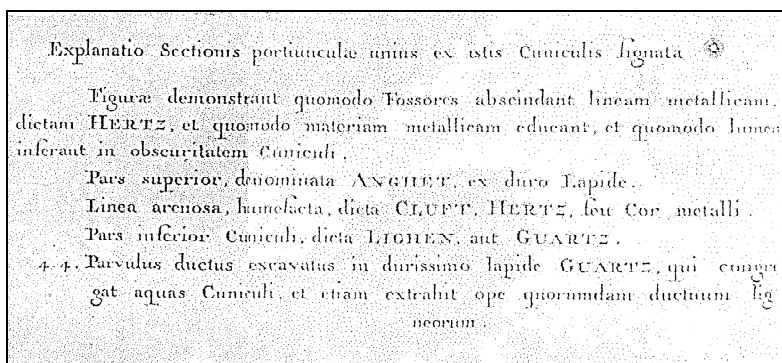 Explanatio Sectionis portiunculæ unius ex istis Cuniculis signata
Figuræ demonstrant quomodo Fossores abscindant lineam metallicam,
dictam HERTZ, et quomodo materiam metallicam educant, et quomodo lumen
inferant in obscuritatem Cuniculi.
Pars superior, denominata ANGHET, ex duro Lapide.
Linea arenosa, humefacta, dicta CLUFT, HERTZ, seu Cor metalli.
Pars inferior Cuniculi, dicta LIGHEN, aut GUARTZ.
4. 4. Parvulus ductus excavatus in durissimo lapide GUARTZ, qui congre
gat aquas Cuniculi, et etiam extrahit ope quorumdam ductuum lig
neorum.